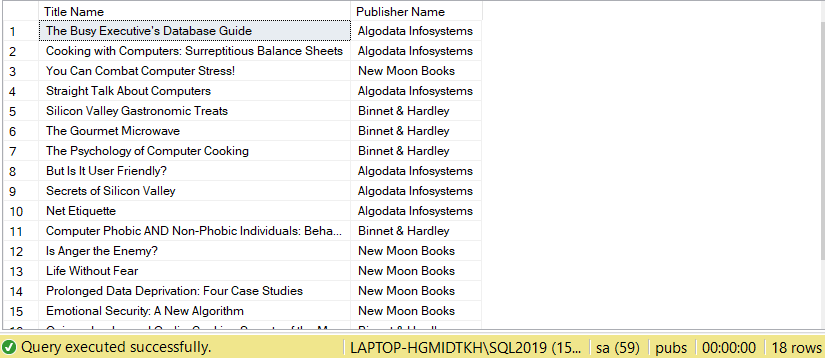 Title Name Publisher Name
1 The Busy Executive's Database Guide Algodata Infosystems
2 Cooking with Computers: Surreptitious Balance Sheets Algodata Infosystems
3 You Can Combat Computer Stress! New Moon Books
4 Straight Talk About Computers Algodata Infosystems
5 Silicon Valley Gastronomic Treats Binnet & Hardley
6 The Gourmet Microwave Binnet & Hardley
7 The Psychology of Computer Cooking Binnet & Hardley
8 But Is It User Friendly? Algodata Infosystems
9 Secrets of Silicon Valley Algodata Infosystems
10 Net Etiquette Algodata Infosystems
11 Computer Phobic AND Non-Phobic Individuals: Beha... Binnet & Hardley
12 Is Anger the Enemy? New Moon Books
13 Life Without Fear New Moon Books
14 Prolonged Data Deprivation: Four Case Studies New Moon Books
15 Emotional Security: A New Algorithm New Moon Books
Query executed successfully. LAPTOP-HGMIDTKH\SQL2019 (15... sa (59) pubs 00:00:00 18 rows